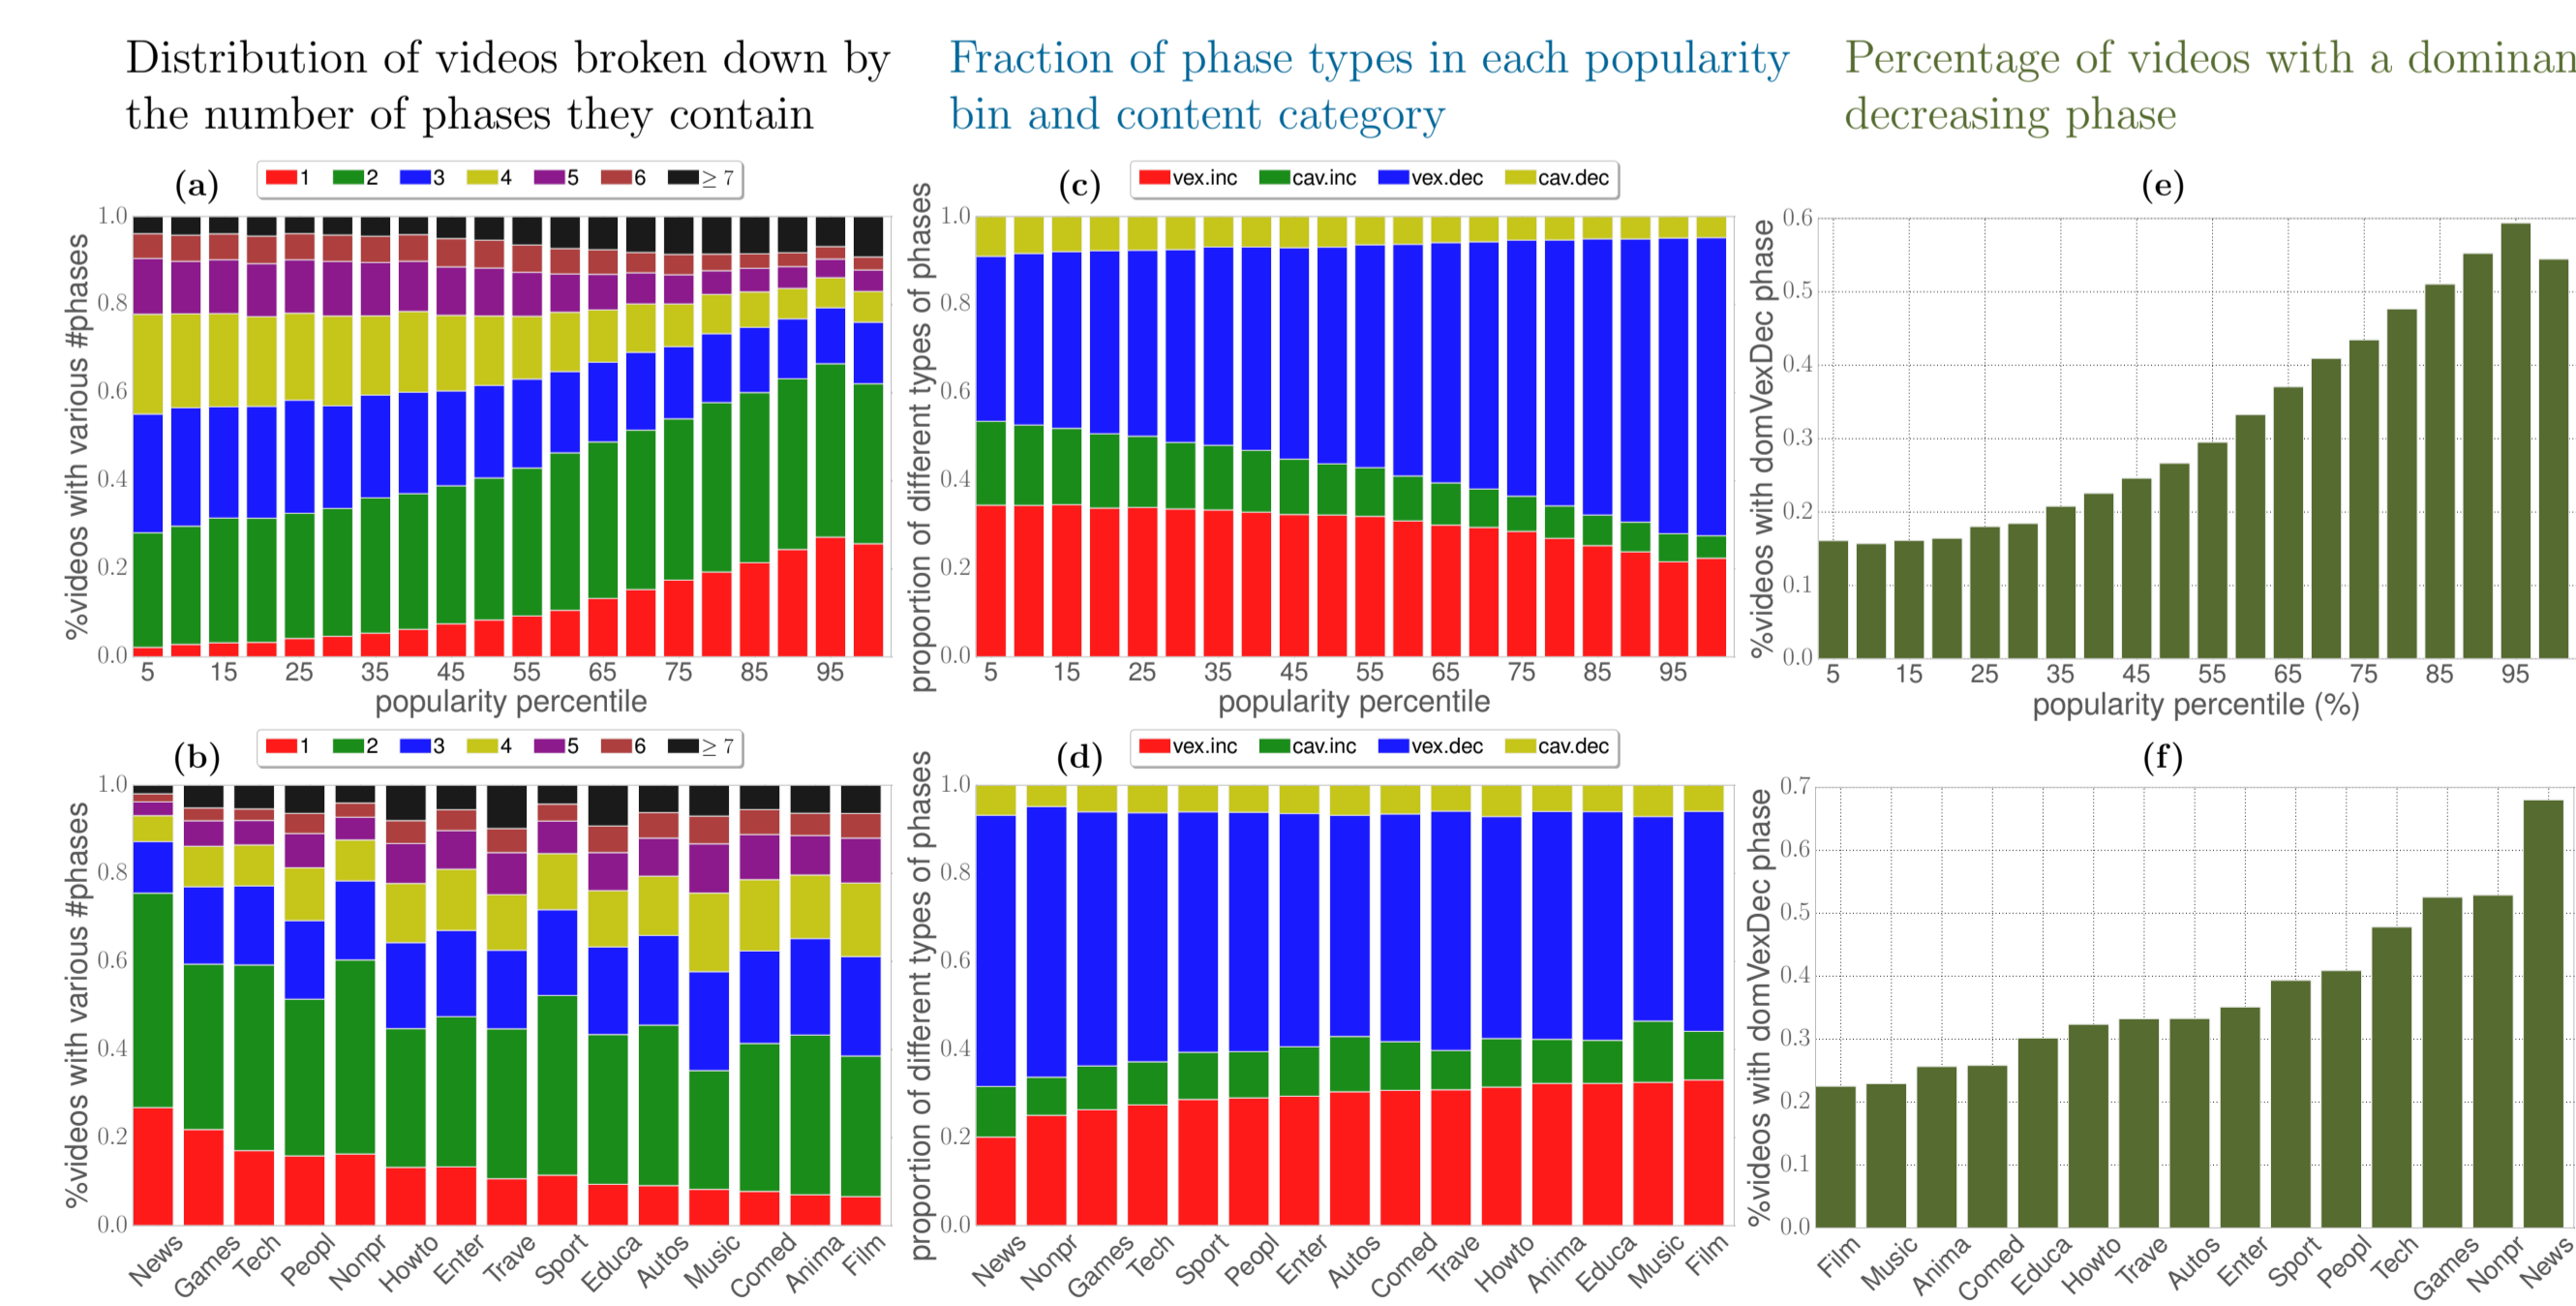 Distribution of videos broken down by
the number of phases they contain
Fraction of phase types in each popularity
bin and content category
Percentage of videos with a dominan
decreasing phase
(a)
1 2 3 4 5 6 ≥ 7
%videos with various #phases
1.0
0.8
0.6
0.4
0.2
0.0
5 15 25 35 45 55 65 75 85 95
popularity percentile
(c)
vex.inc cav.inc vex.dec cav.dec
proportion of different types of phases
1.0
0.8
0.6
0.4
0.2
0.0
5 15 25 35 45 55 65 75 85 95
popularity percentile
(e)
%videos with domVexDec phase
0.6
0.5
0.4
0.3
0.2
0.1
0.0
5 15 25 35 45 55 65 75 85 95
popularity percentile (%)
(b)
1 2 3 4 5 6 ≥ 7
%videos with various #phases
1.0
0.8
0.6
0.4
0.2
0.0
News Games Tech Peopl Nonpr Howto Enter Trave Sport Educa Autos Music Comed Anima Film
(d)
vex.inc cav.inc vex.dec cav.dec
proportion of different types of phases
1.0
0.8
0.6
0.4
0.2
0.0
News Nonpr Games Tech Sport Peopl Enter Autos Comed Trave Howto Anima Educa Music Film
(f)
%videos with domVexDec phase
0.7
0.6
0.5
0.4
0.3
0.2
0.1
0.0
Film Music Anima Comed Educa Howto Trave Autos Enter Sport Peopl Tech Games Nonpr News